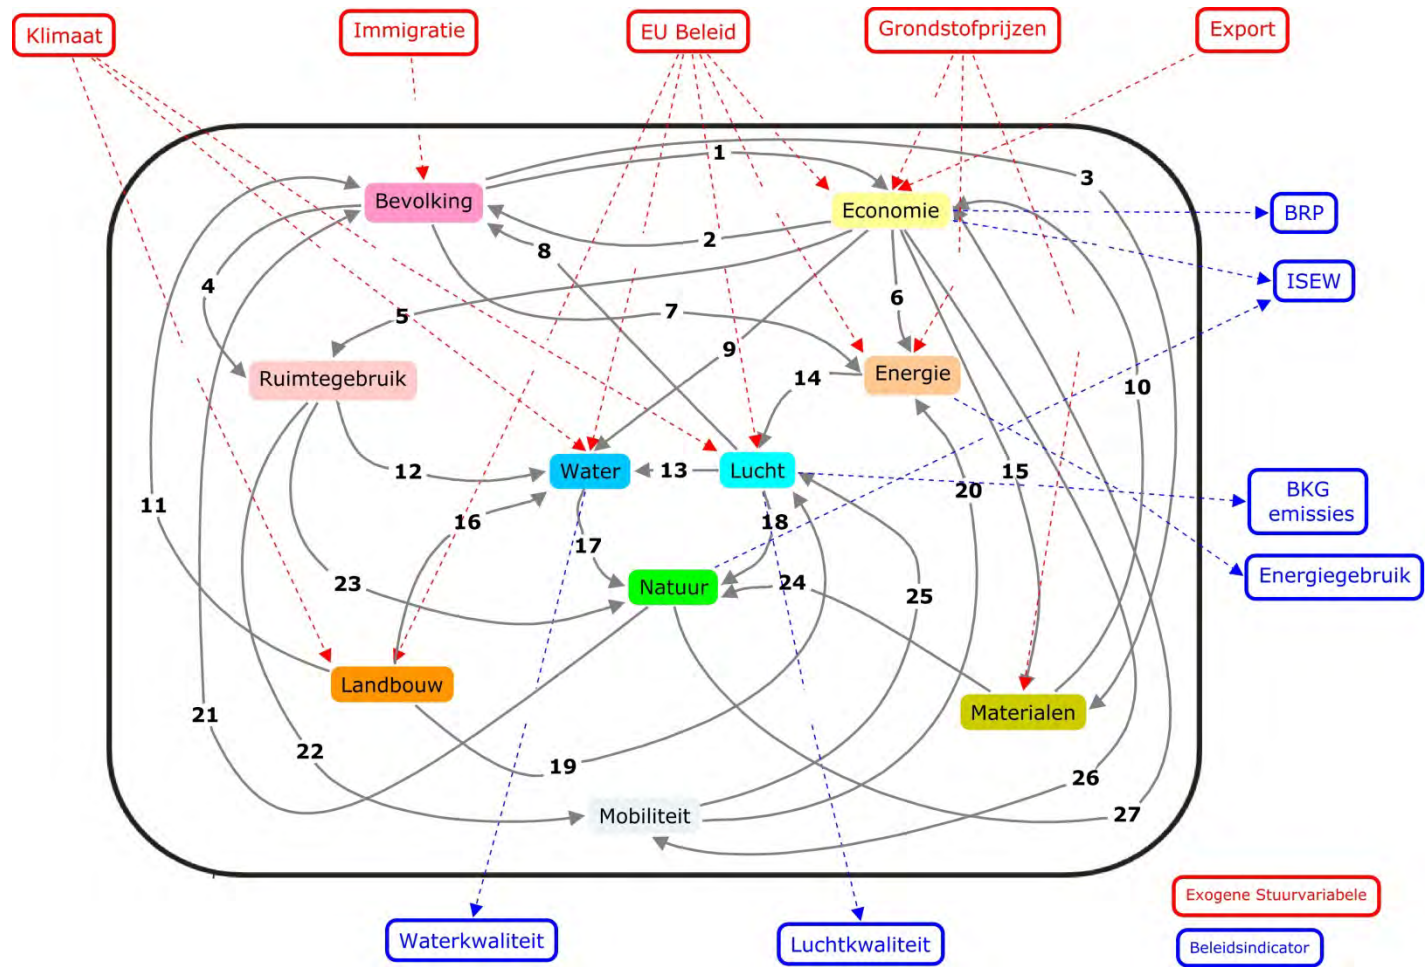 Klimaat
Immigratie
EU Beleid
Grondstofprijzen
Export
1
3
Bevolking
Economie
BRP
2
8
4
ISEW
6
5
7
9
Ruimtegebruik
Energie
14
10
Water
13
Lucht
12
15
20
BKG
emissies
11
16
18
17
Energiegebruik
23
Natuur
24
25
Landbouw
21
Materialen
22
19
26
Mobiliteit
27
Exogene Stuurvariabele
Waterkwaliteit
Luchtkwaliteit
Beleidsindicator